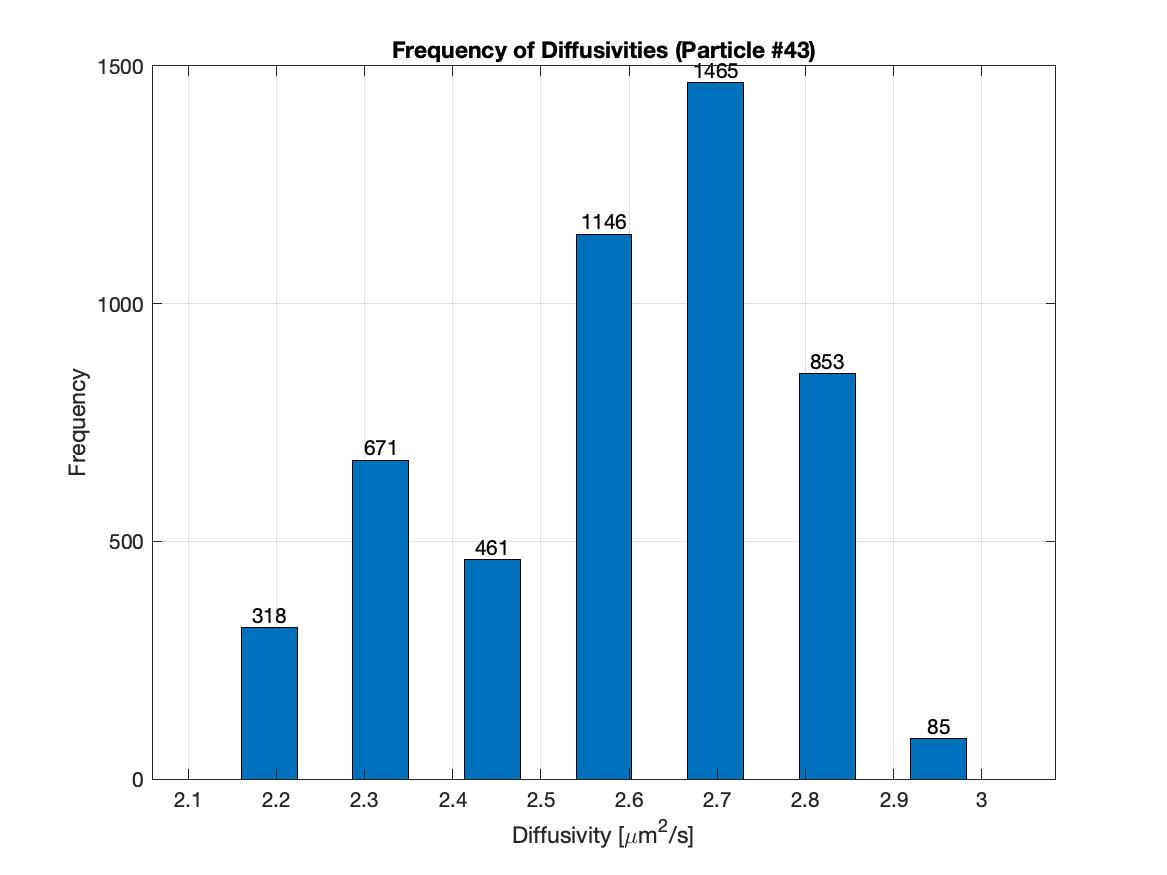 Frequency of Diffusivities (Particle #43)
1500
1000
500
0
Frequency
318
671
461
1146
1465
853
85
2.1 2.2 2.3 2.4 2.5 2.6 2.7 2.8 2.9 3
Diffusivity [μm²/s]